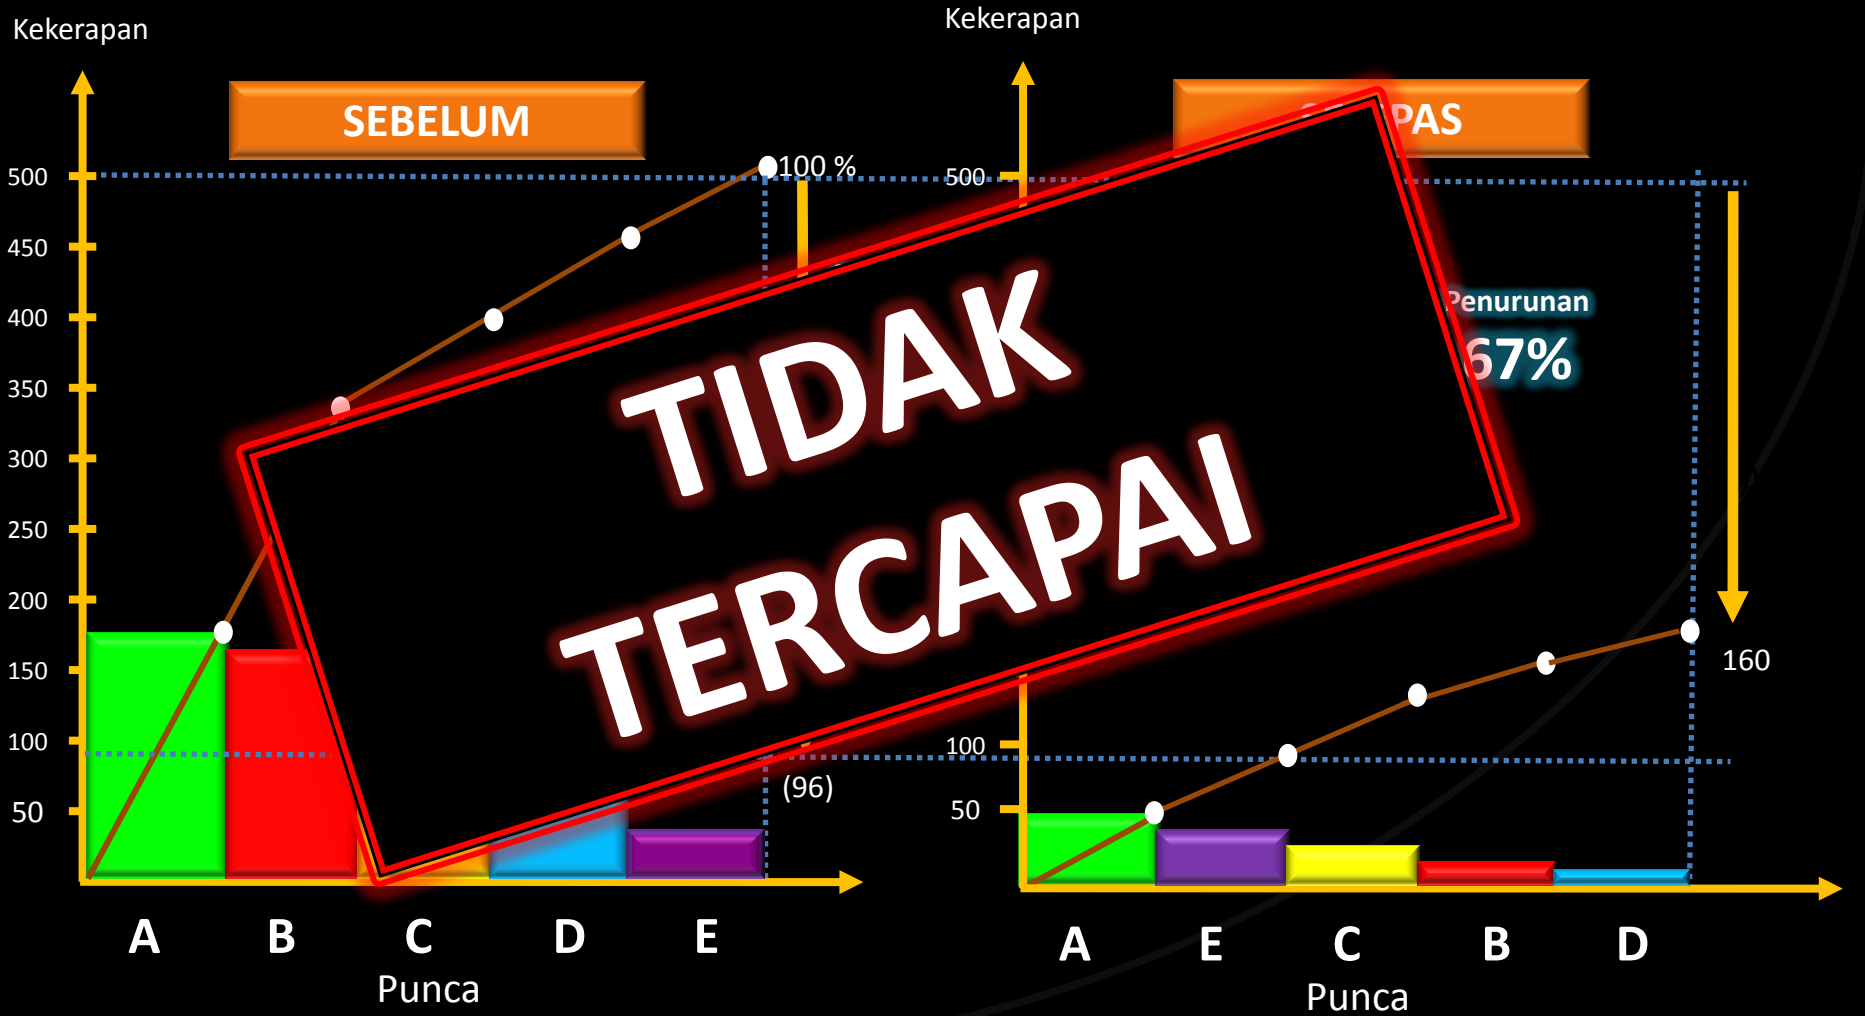 Kekerapan
SEBELUM
100 %
500
450
400
350
300
250
200
150
100
50
(96)
A B C D E
Punca
Kekerapan
PAS
500
Penurunan
67%
160
100
50
A E C B D
Punca
TIDAK
TERCAPAI